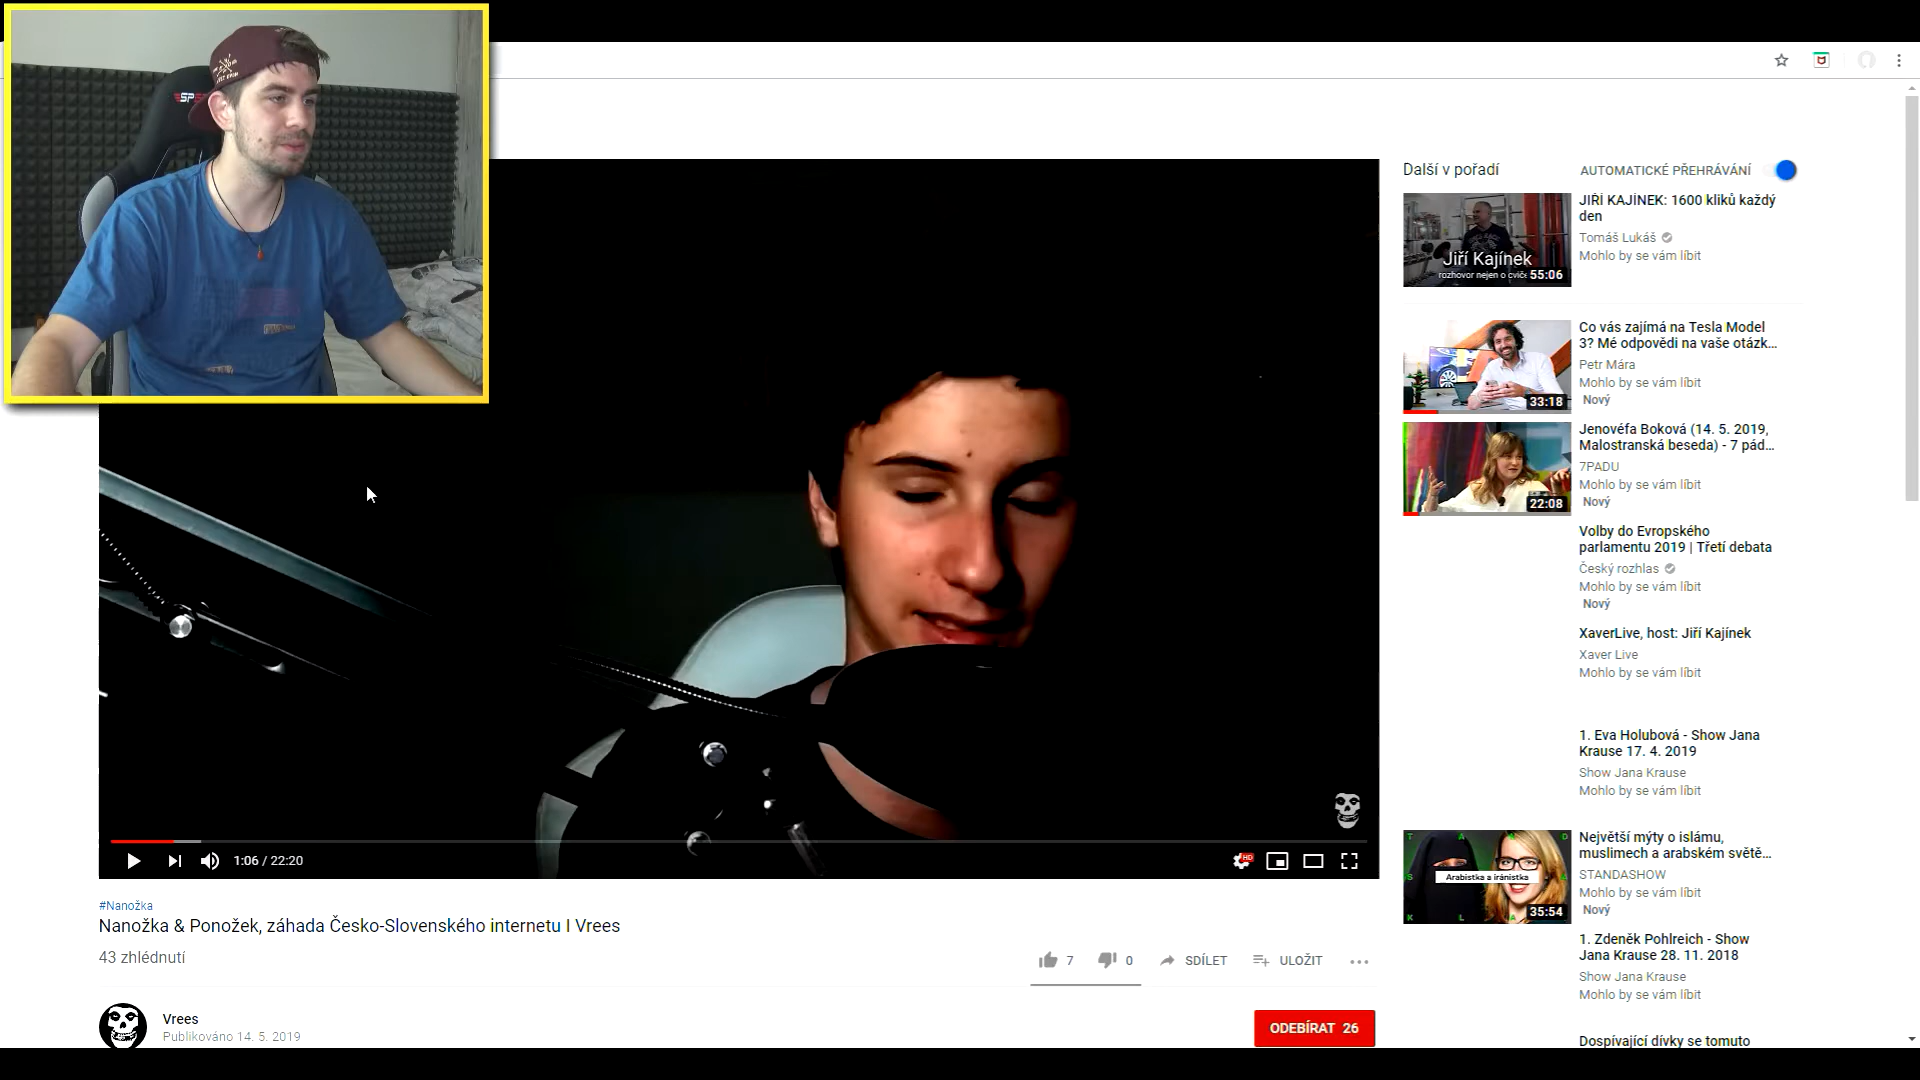 SP
Další v pořadí
AUTOMATICKÉ PŘEHRÁVÁNÍ
Jiří Kajínek
rozhovor nejen o cviče
55:06
JIŘÍ KAJÍNEK: 1600 kliků každý
den
Tomáš Lukáš
Mohlo by se vám líbit
33:18
Co vás zajímá na Tesla Model
3? Mé odpovědi na vaše otázk...
Petr Mára
Mohlo by se vám líbit
Nový
22:08
Jenovéfa Boková (14. 5. 2019,
Malostranská beseda) - 7 pád...
7PADU
Mohlo by se vám líbit
Nový
Volby do Evropského
parlamentu 2019 | Třetí debata
Český rozhlas
Mohlo by se vám líbit
Nový
XaverLive, host: Jiří Kajínek
Xaver Live
Mohlo by se vám líbit
1. Eva Holubová - Show Jana
Krause 17. 4. 2019
Show Jana Krause
Mohlo by se vám líbit
T A N D
S A
K L A
Arabistka a íránistka
35:54
Největší mýty o islámu,
muslimech a arabském světě...
STANDASHOW
Mohlo by se vám líbit
Nový
1. Zdeněk Pohlreich - Show
Jana Krause 28. 11. 2018
Show Jana Krause
Mohlo by se vám líbit
Dospívající dívky se tomuto
1:06 / 22:20
HD
#Nanožka
Nanožka & Ponožek, záhada Česko-Slovenského internetu I Vrees
43 zhlédnutí
7
0
SDÍLET
ULOŽIT
Vrees
Publikováno 14. 5. 2019
ODEBÍRAT 26